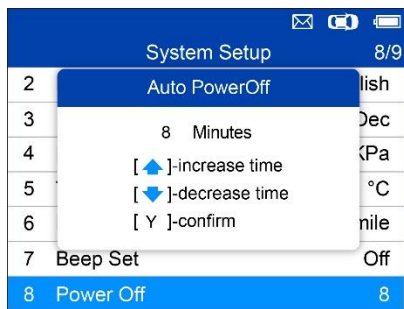 System Setup 8/9
2 lish
3 Dec
4 KPa
5 °C
6 mile
Auto PowerOff
8 Minutes
[ ]-increase time
[ ]-decrease time
[ Y ]-confirm
7 Beep Set Off
8 Power Off 8